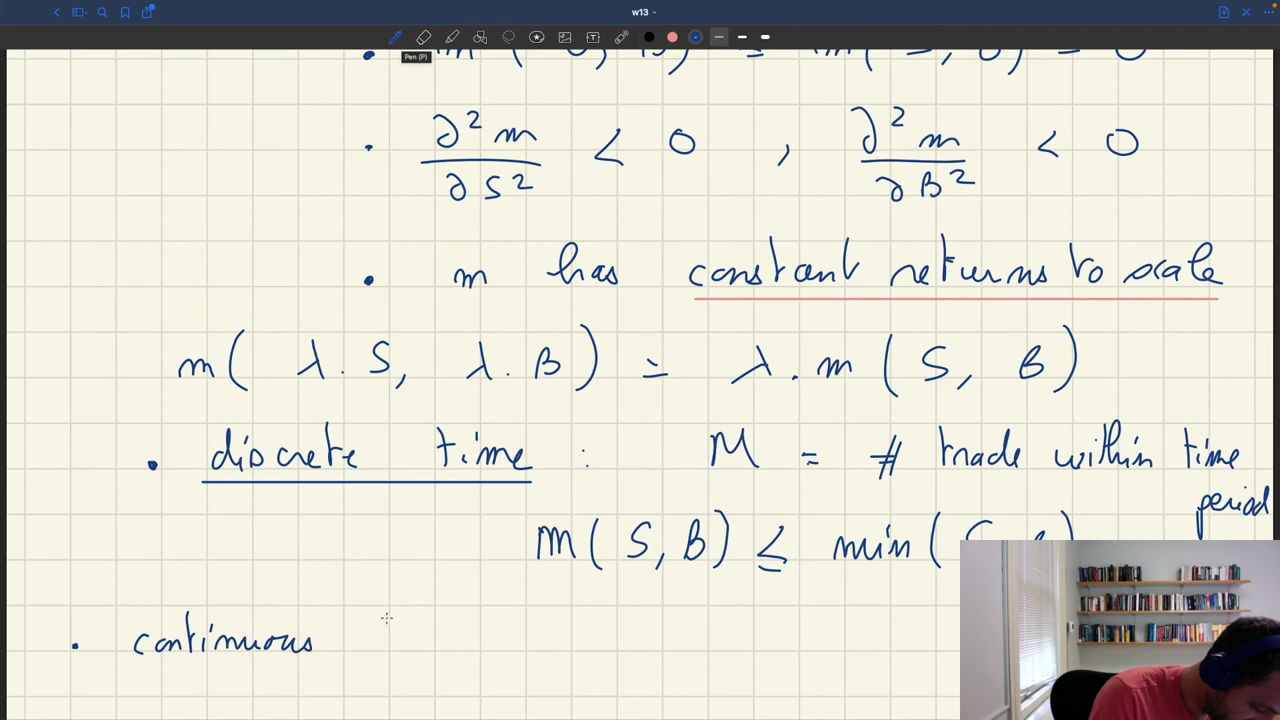 w13
Pen (P)
∂²m/∂S² < 0 , ∂²m/∂B² < 0
• m has constant returns to scale
m( λ. S, λ. B) = λ. m ( S, B)
• discrete time : M = # trade within time period
m( S, B) ≤ min(
• continuous